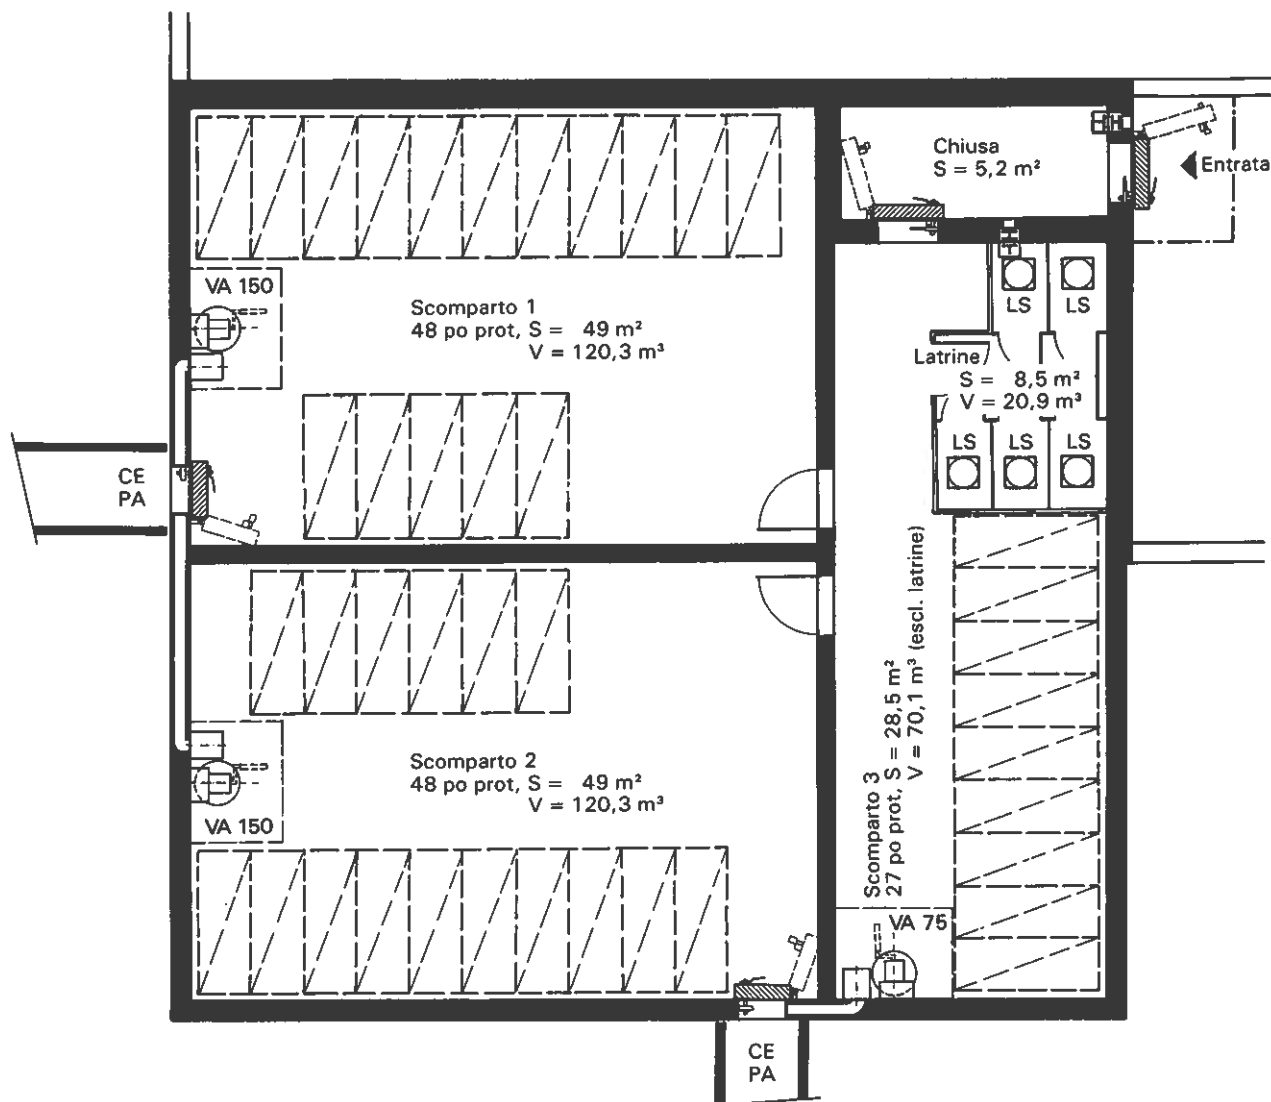 Chiusa
S = 5,2 m²
Entrata
VA 150
Scomparto 1
48 po prot, S = 49 m²
V = 120,3 m³
LS
LS
Latrine
S = 8,5 m²
V = 20,9 m³
LS
LS
LS
CE
PA
Scomparto 2
48 po prot, S = 49 m²
V = 120,3 m³
VA 150
Scomparto 3
27 po prot, S = 28,5 m²
V = 70,1 m³ (escl. latrine)
VA 75
CE
PA